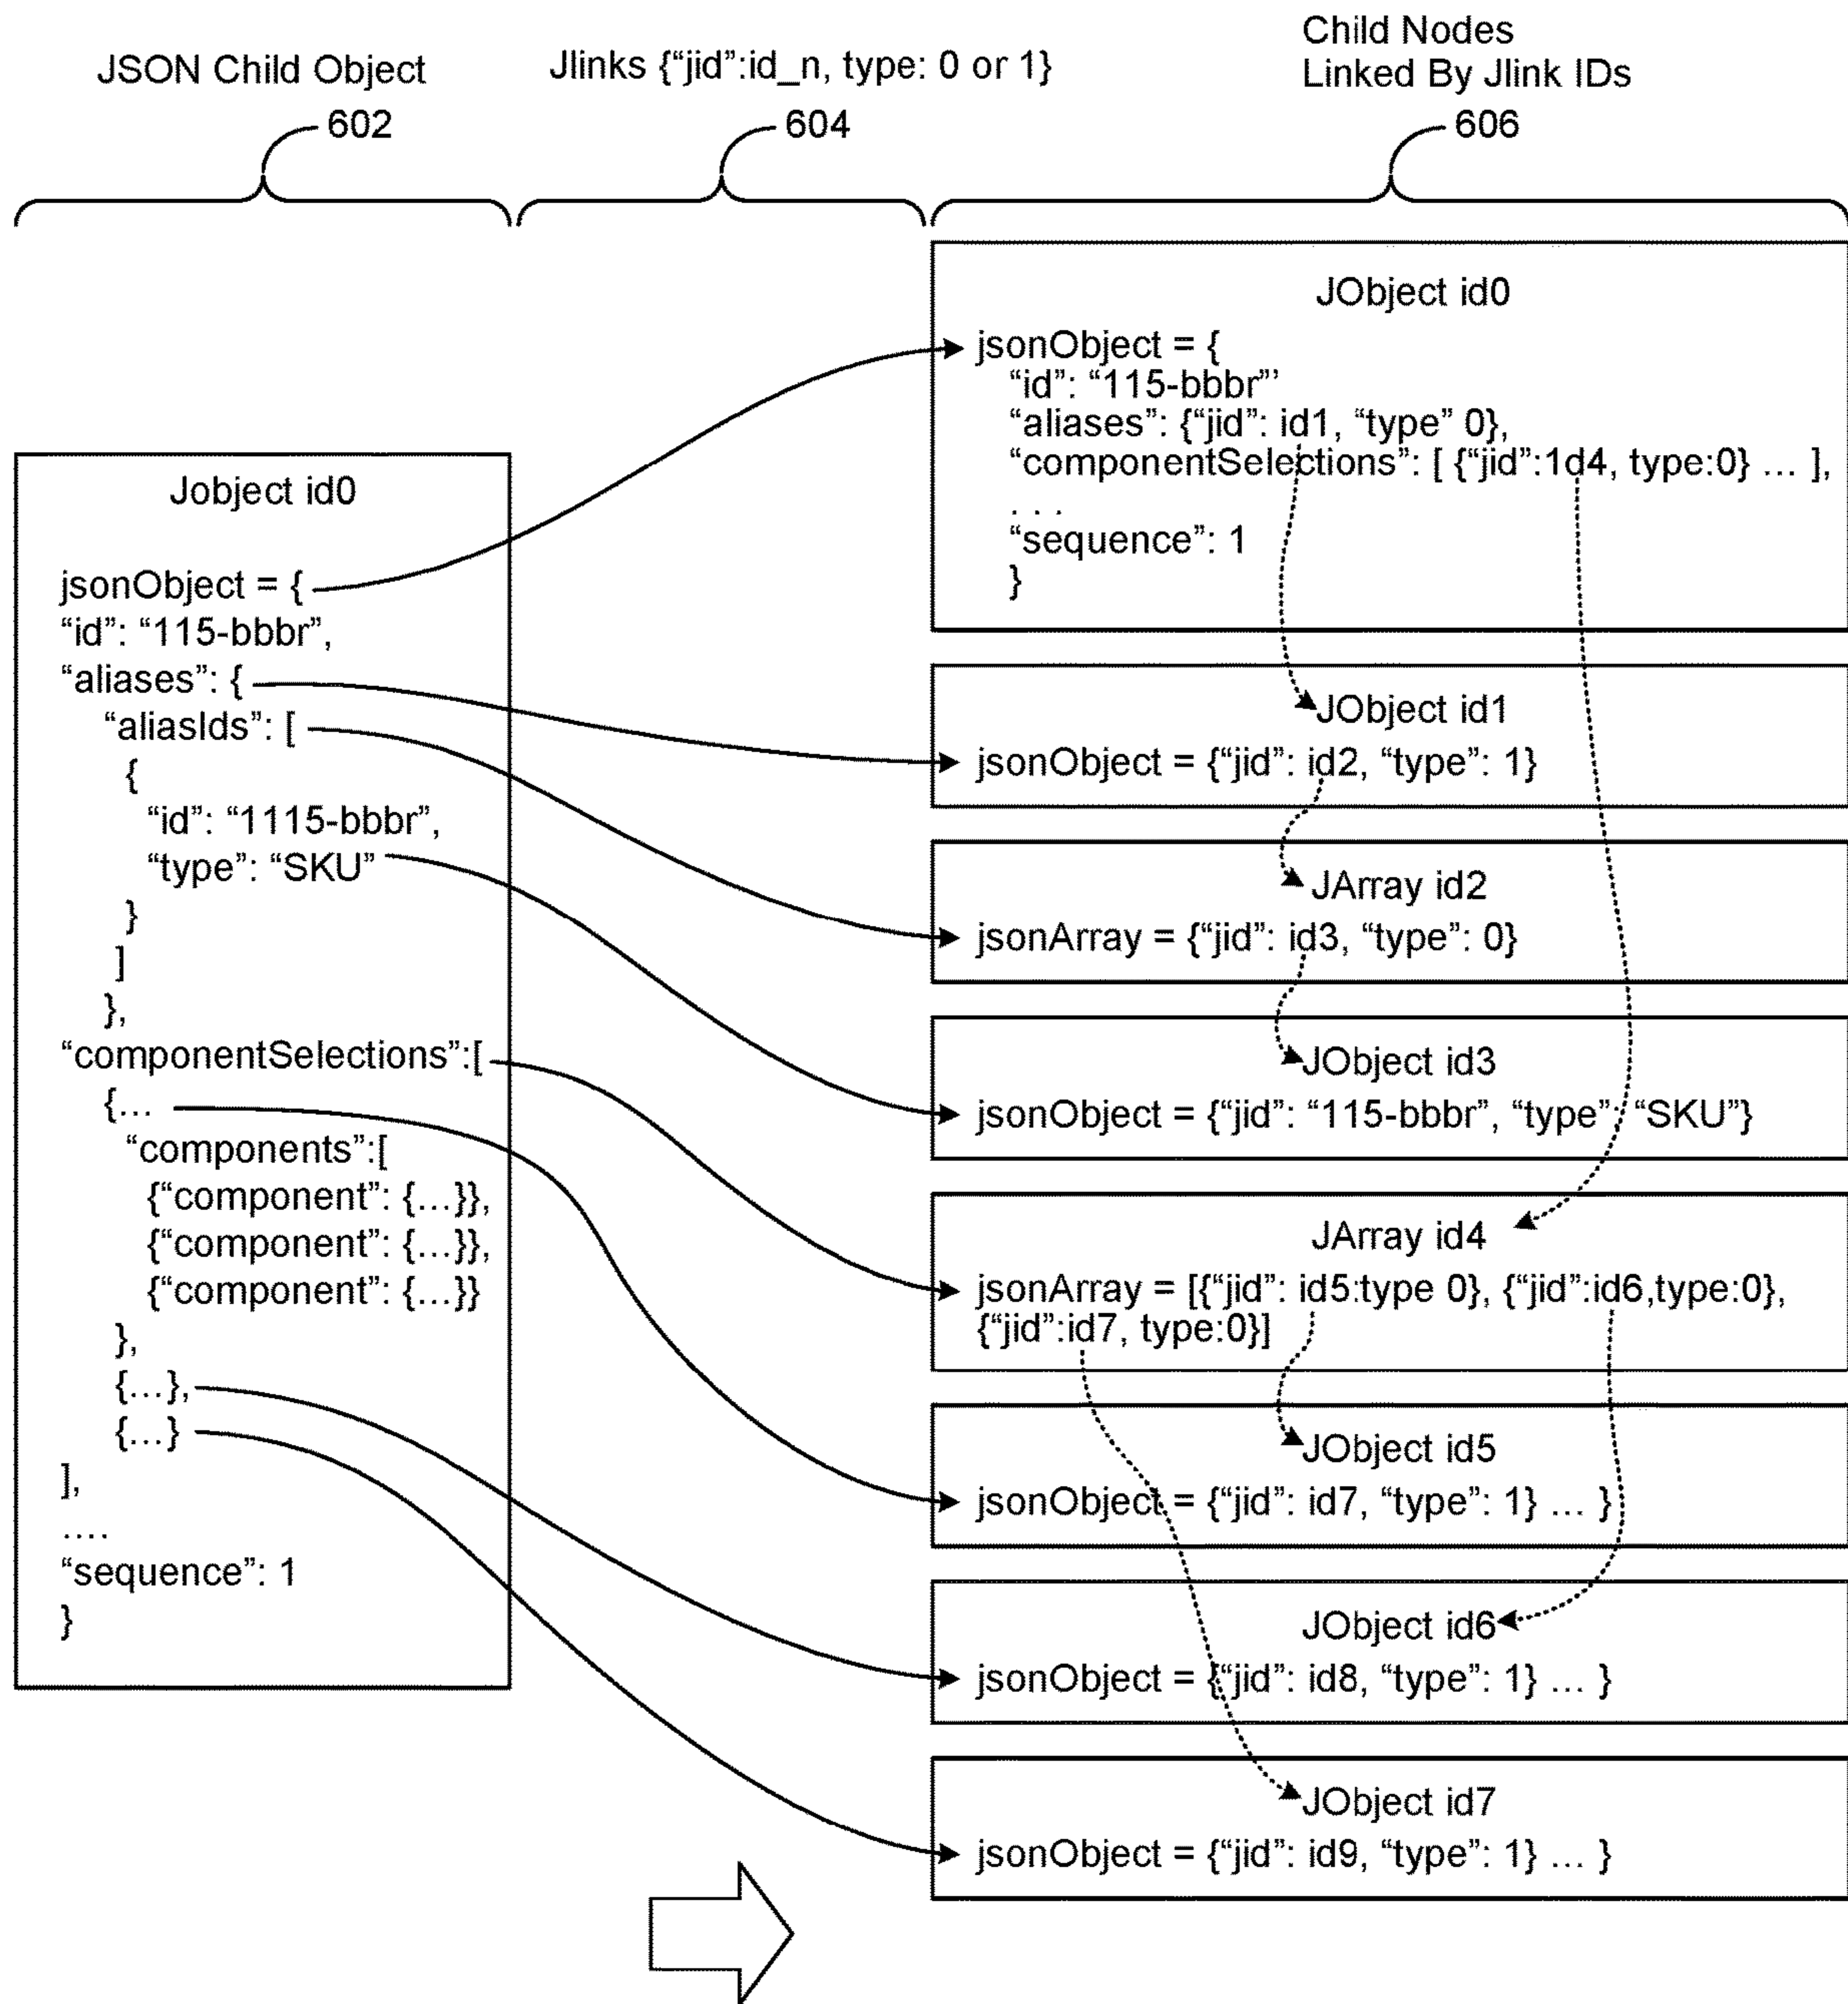 JSON Child Object
602
Jlinks {“jid”:id_n, type: 0 or 1}
604
Child Nodes
Linked By Jlink IDs
606
Jobject id0
jsonObject = {
“id”: “115-bbbr”,
“aliases”: {
“aliasIds”: [
{
“id”: “1115-bbbr”,
“type”: “SKU”
}
]
},
“componentSelections”:[
{...
“components”:[
{“component”: {...}},
{“component”: {...}},
{“component”: {...}}
},
{...},
{...}
],
....
“sequence”: 1
}
JObject id0
jsonObject = {
“id”: “115-bbbr”’
“aliases”: {“jid”: id1, “type” 0},
“componentSelections”: [ {“jid”:1d4, type:0} ... ],
. . .
“sequence”: 1
}
JObject id1
jsonObject = {“jid”: id2, “type”: 1}
JArray id2
jsonArray = {“jid”: id3, “type”: 0}
JObject id3
jsonObject = {“jid”: “115-bbbr”, “type”: “SKU”}
JArray id4
jsonArray = [{“jid”: id5:type 0}, {“jid”:id6,type:0},
{“jid”:id7, type:0}]
JObject id5
jsonObject = {“jid”: id7, “type”: 1} ... }
JObject id6
jsonObject = {“jid”: id8, “type”: 1} ... }
JObject id7
jsonObject = {“jid”: id9, “type”: 1} ... }